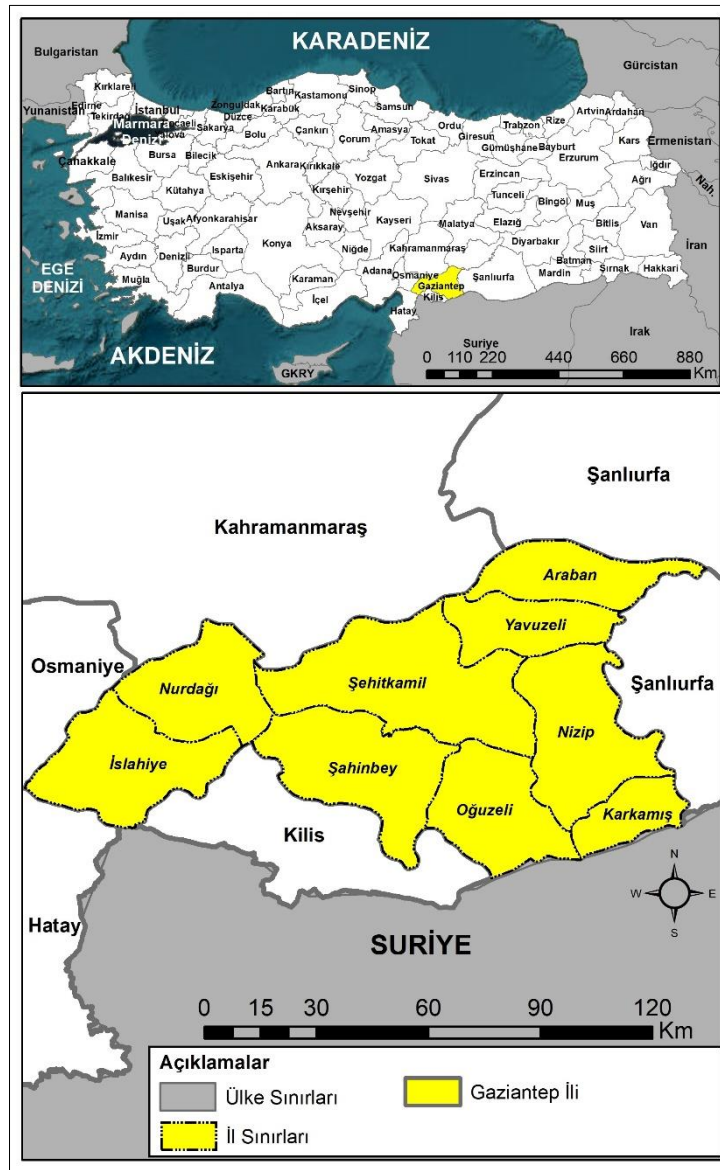 KARADENİZ
Bulgaristan
Gürcistan
Yunanistan
Ermenistan
Nah.
İran
Irak
Suriye
GKRY
EGE
DENİZİ
AKDENİZ
Marmara
Denizi
Kırklareli
Edirne
Tekirdağ
İstanbul
Sakarya
Düzce
Zonguldak
Bartın
Karabük
Kastamonu
Sinop
Samsun
Bolu
Çankırı
Çorum
Amasya
Tokat
Ordu
Giresun
Trabzon
Rize
Artvin
Ardahan
Gümüşhane
Bayburt
Erzurum
Kars
Iğdır
Ağrı
Çanakkale
Bursa
Bilecik
Balıkesir
Eskişehir
Kütahya
Ankara
Kırıkkale
Kırşehir
Yozgat
Sivas
Erzincan
Tunceli
Bingöl
Muş
Bitlis
Van
Manisa
Uşak
Afyonkarahisar
Nevşehir
Aksaray
Kayseri
Malatya
Elazığ
Diyarbakır
Batman
Siirt
İzmir
Aydın
Denizli
Isparta
Burdur
Konya
Niğde
Kahramanmaraş
Adana
Osmaniye
Gaziantep
Kilis
Şanlıurfa
Mardin
Şırnak
Hakkari
Muğla
Antalya
Karaman
İçel
Hatay
0 110 220 440 660 880
Km
Şanlıurfa
Kahramanmaraş
Araban
Yavuzeli
Osmaniye
Nurdağı
Şehitkamil
Şanlıurfa
Nizip
İslahiye
Şahinbey
Oğuzeli
Karkamış
Kilis
N
W E
S
Hatay
SURİYE
0 15 30 60 90 120
Km
Açıklamalar
Ülke Sınırları
Gaziantep İli
İl Sınırları